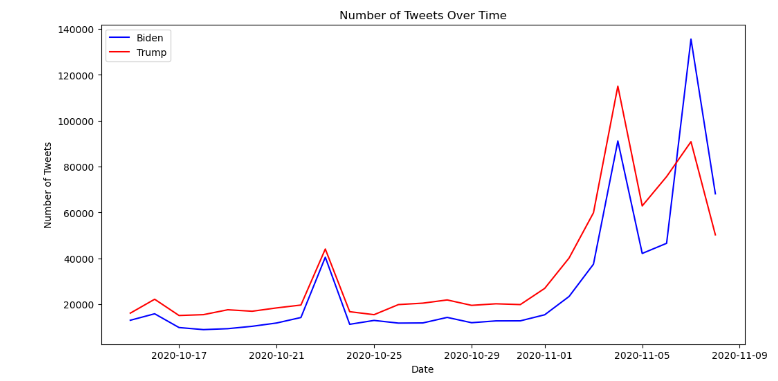 Number of Tweets Over Time
Biden
Trump
140000
120000
100000
80000
60000
40000
20000
Number of Tweets
2020-10-17 2020-10-21 2020-10-25 2020-10-29 2020-11-01 2020-11-05 2020-11-09
Date